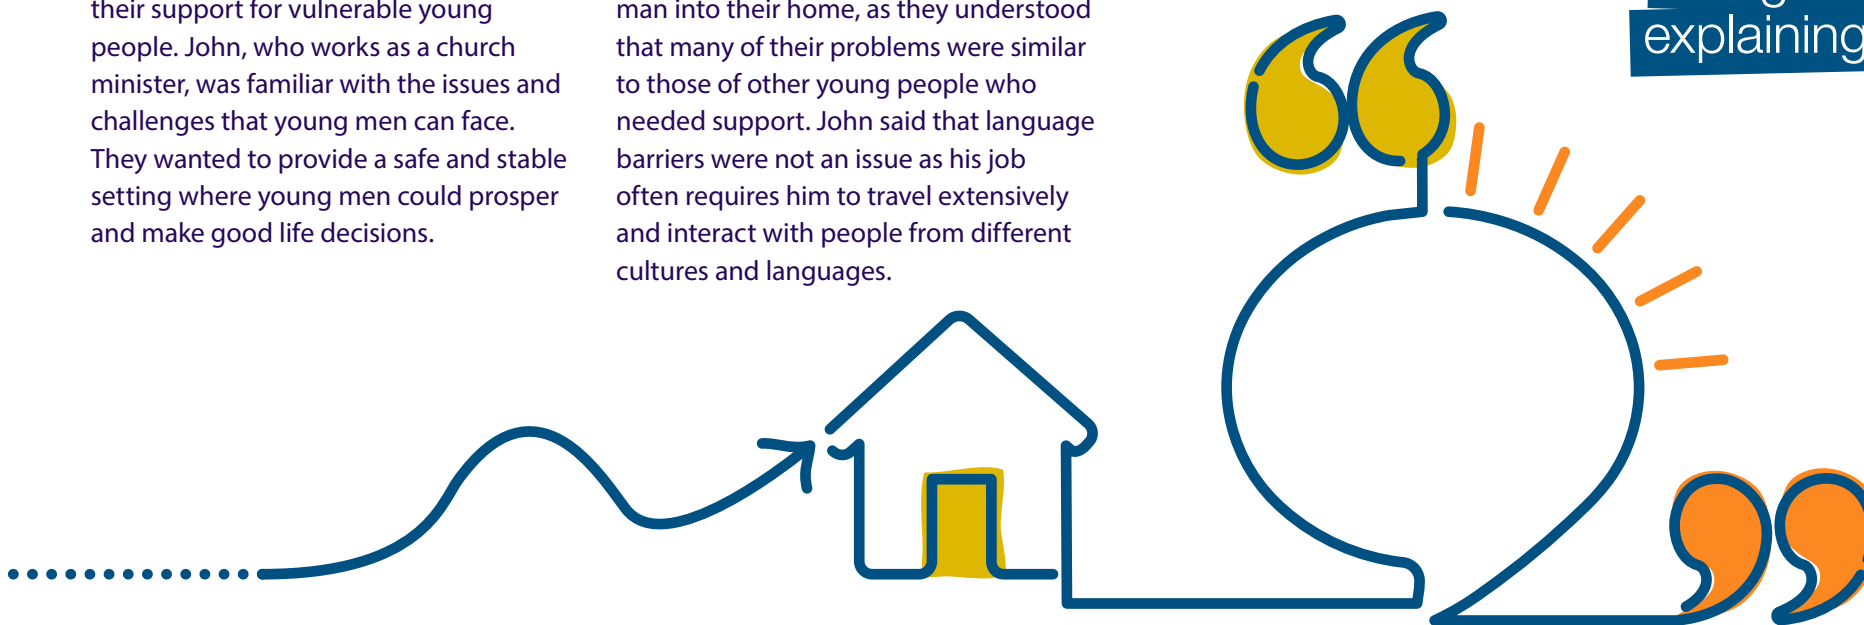 their support for vulnerable young
people. John, who works as a church
minister, was familiar with the issues and
challenges that young men can face.
They wanted to provide a safe and stable
setting where young men could prosper
and make good life decisions.
man into their home, as they understood
that many of their problems were similar
to those of other young people who
needed support. John said that language
barriers were not an issue as his job
often requires him to travel extensively
and interact with people from different
cultures and languages.
explaining